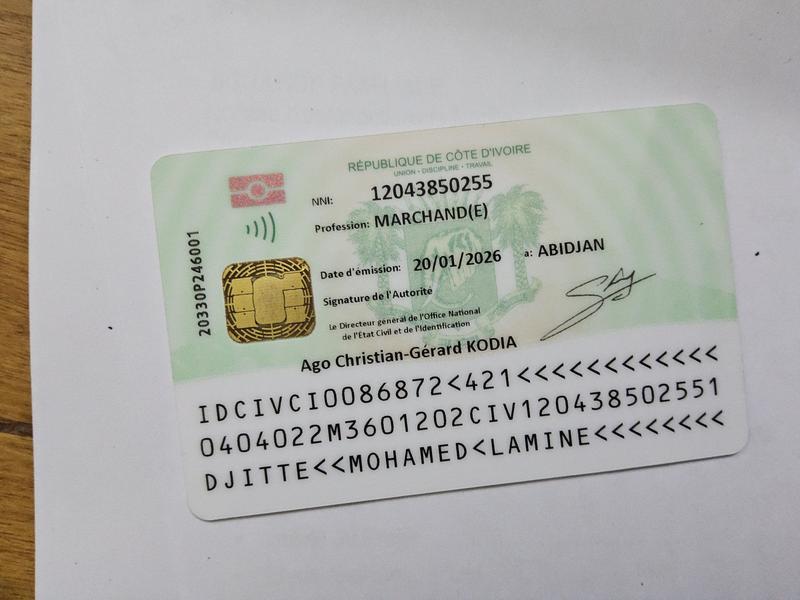 RÉPUBLIQUE DE CÔTE D'IVOIRE
UNION - DISCIPLINE - TRAVAIL
NNI: 12043850255
Profession: MARCHAND(E)
Date d'émission: 20/01/2026 à: ABIDJAN
Signature de l'Autorité
Le Directeur général de l'Office National
de l'État Civil et de l'Identification
Ago Christian-Gérard KODIA
20330P246001
IDCIVCI0086872<421<<<<<<<<<<<<
0404022M3601202CIV120438502551
DJITTE<<MOHAMED<LAMINE<<<<<<<<